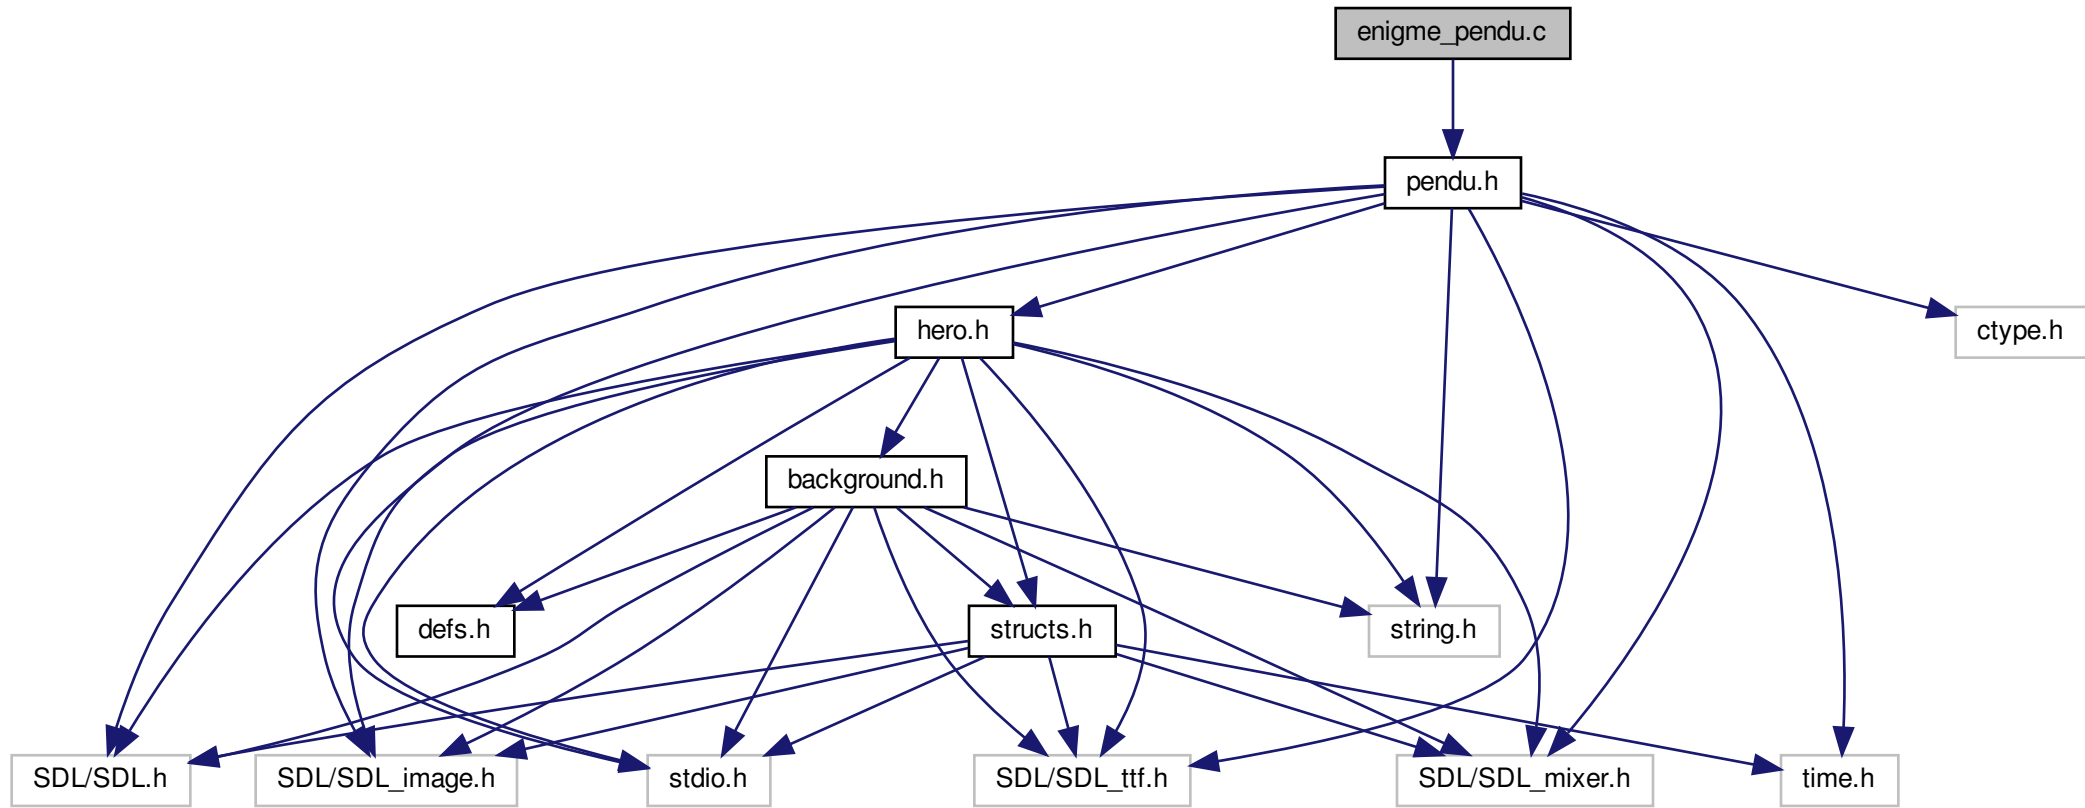 enigme_pendu.c
pendu.h
hero.h
ctype.h
background.h
defs.h
structs.h
string.h
SDL/SDL.h
SDL/SDL_image.h
stdio.h
SDL/SDL_ttf.h
SDL/SDL_mixer.h
time.h